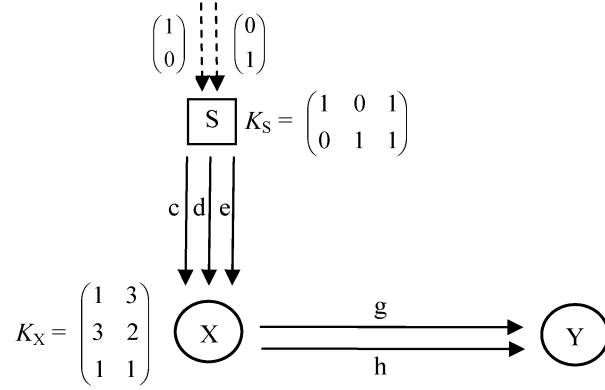 (1 0) (0 1)
S K_S = (1 0 1
0 1 1)
c d e
K_X = (1 3
3 2
1 1)
X g Y
h